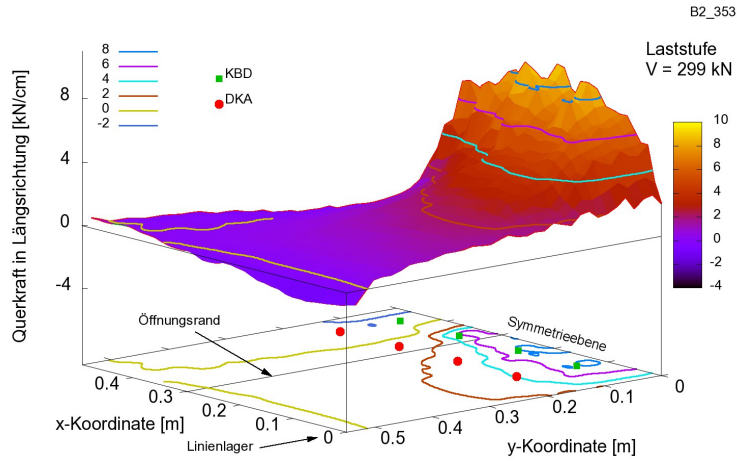 B2_353
Laststufe
V = 299 kN
8
6
4
2
0
-2
KBD
DKA
Querkraft in Längsrichtung [kN/cm]
8
4
0
-4
10
8
6
4
2
0
-2
-4
Öffnungsrand
Symmetrieebene
0.4
0.3
0.2
0.1
0
x-Koordinate [m]
Linienlager
0.5
0.4
0.3
0.2
0.1
0
y-Koordinate [m]